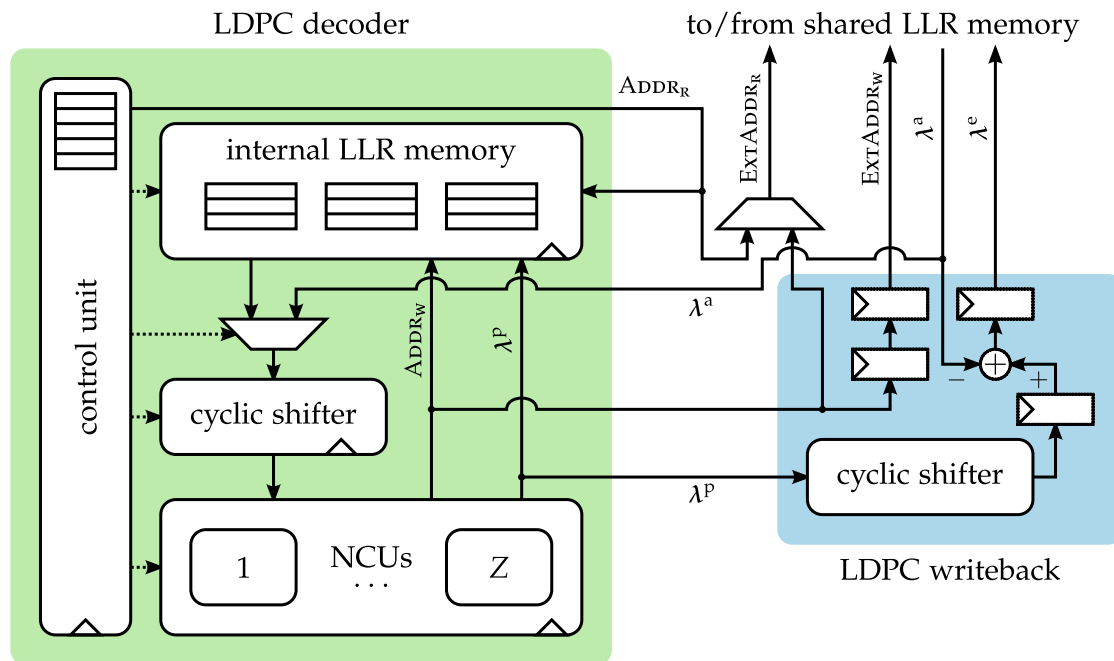 LDPC decoder
to/from shared LLR memory
ADDR_R
EXTADDR_R
EXTADDR_W
λ^a
λ^e
internal LLR memory
control unit
λ^a
ADDR_W
λ^p
− + +
cyclic shifter
cyclic shifter
λ^p
1 NCUs Z
...
LDPC writeback